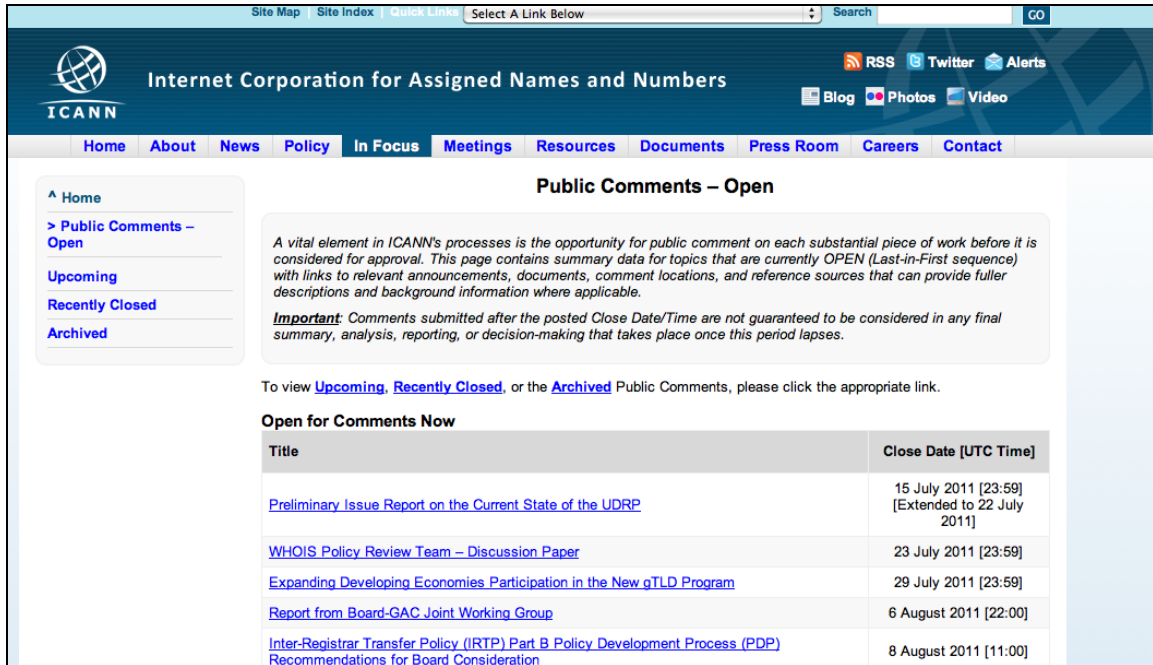 Site Map | Site Index | Quick Links Select A Link Below Search GO
ICANN
Internet Corporation for Assigned Names and Numbers
RSS Twitter Alerts
Blog Photos Video
Home About News Policy In Focus Meetings Resources Documents Press Room Careers Contact
^ Home
> Public Comments –
Open
Upcoming
Recently Closed
Archived
Public Comments – Open
A vital element in ICANN's processes is the opportunity for public comment on each substantial piece of work before it is
considered for approval. This page contains summary data for topics that are currently OPEN (Last-in-First sequence)
with links to relevant announcements, documents, comment locations, and reference sources that can provide fuller
descriptions and background information where applicable.
Important: Comments submitted after the posted Close Date/Time are not guaranteed to be considered in any final
summary, analysis, reporting, or decision-making that takes place once this period lapses.
To view Upcoming, Recently Closed, or the Archived Public Comments, please click the appropriate link.
Open for Comments Now
Title Close Date [UTC Time]
Preliminary Issue Report on the Current State of the UDRP
15 July 2011 [23:59]
[Extended to 22 July
2011]
WHOIS Policy Review Team – Discussion Paper 23 July 2011 [23:59]
Expanding Developing Economies Participation in the New gTLD Program 29 July 2011 [23:59]
Report from Board-GAC Joint Working Group 6 August 2011 [22:00]
Inter-Registrar Transfer Policy (IRTP) Part B Policy Development Process (PDP)
Recommendations for Board Consideration
8 August 2011 [11:00]